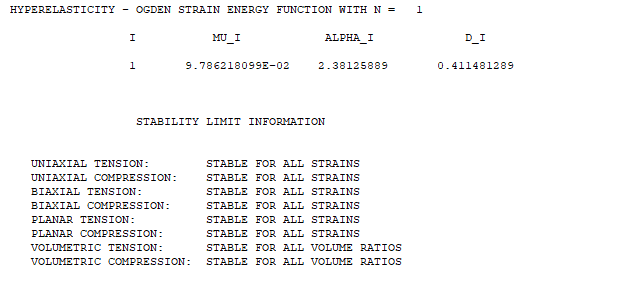 HYPERELASTICITY - OGDEN STRAIN ENERGY FUNCTION WITH N = 1
I MU_I ALPHA_I D_I
1 9.786218099E-02 2.38125889 0.411481289
STABILITY LIMIT INFORMATION
UNIAXIAL TENSION: STABLE FOR ALL STRAINS
UNIAXIAL COMPRESSION: STABLE FOR ALL STRAINS
BIAXIAL TENSION: STABLE FOR ALL STRAINS
BIAXIAL COMPRESSION: STABLE FOR ALL STRAINS
PLANAR TENSION: STABLE FOR ALL STRAINS
PLANAR COMPRESSION: STABLE FOR ALL STRAINS
VOLUMETRIC TENSION: STABLE FOR ALL VOLUME RATIOS
VOLUMETRIC COMPRESSION: STABLE FOR ALL VOLUME RATIOS